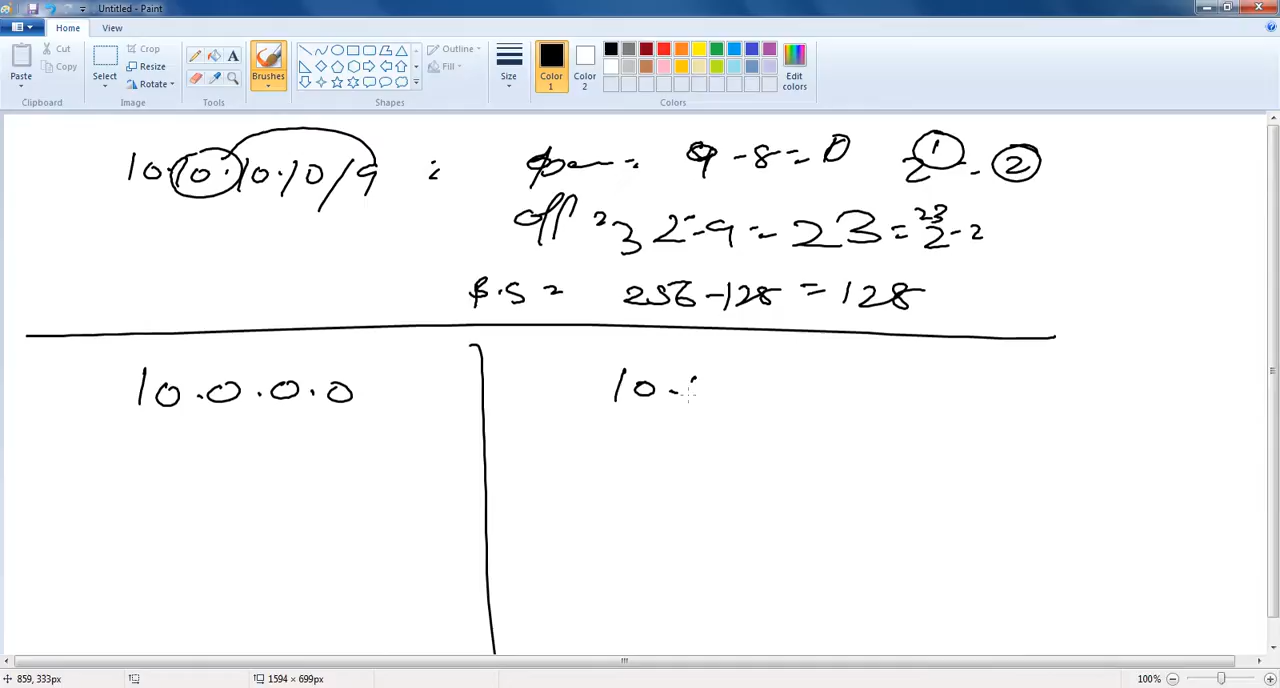 Untitled - Paint
Home View
Paste
Cut
Copy
Clipboard
Select
Crop
Resize
Rotate
Image
A
Tools
Brushes
Outline
Fill
Shapes
Size
Color 1
Color 2
Edit colors
Colors
10.10.10.10/9 :
9 - 8 = 2 1 = 2
off = 32 - 9 = 23 = 2 23 - 2
B.S = 256 - 128 = 128
10.0.0.0
10.
859, 333px
1594 × 699px
100%